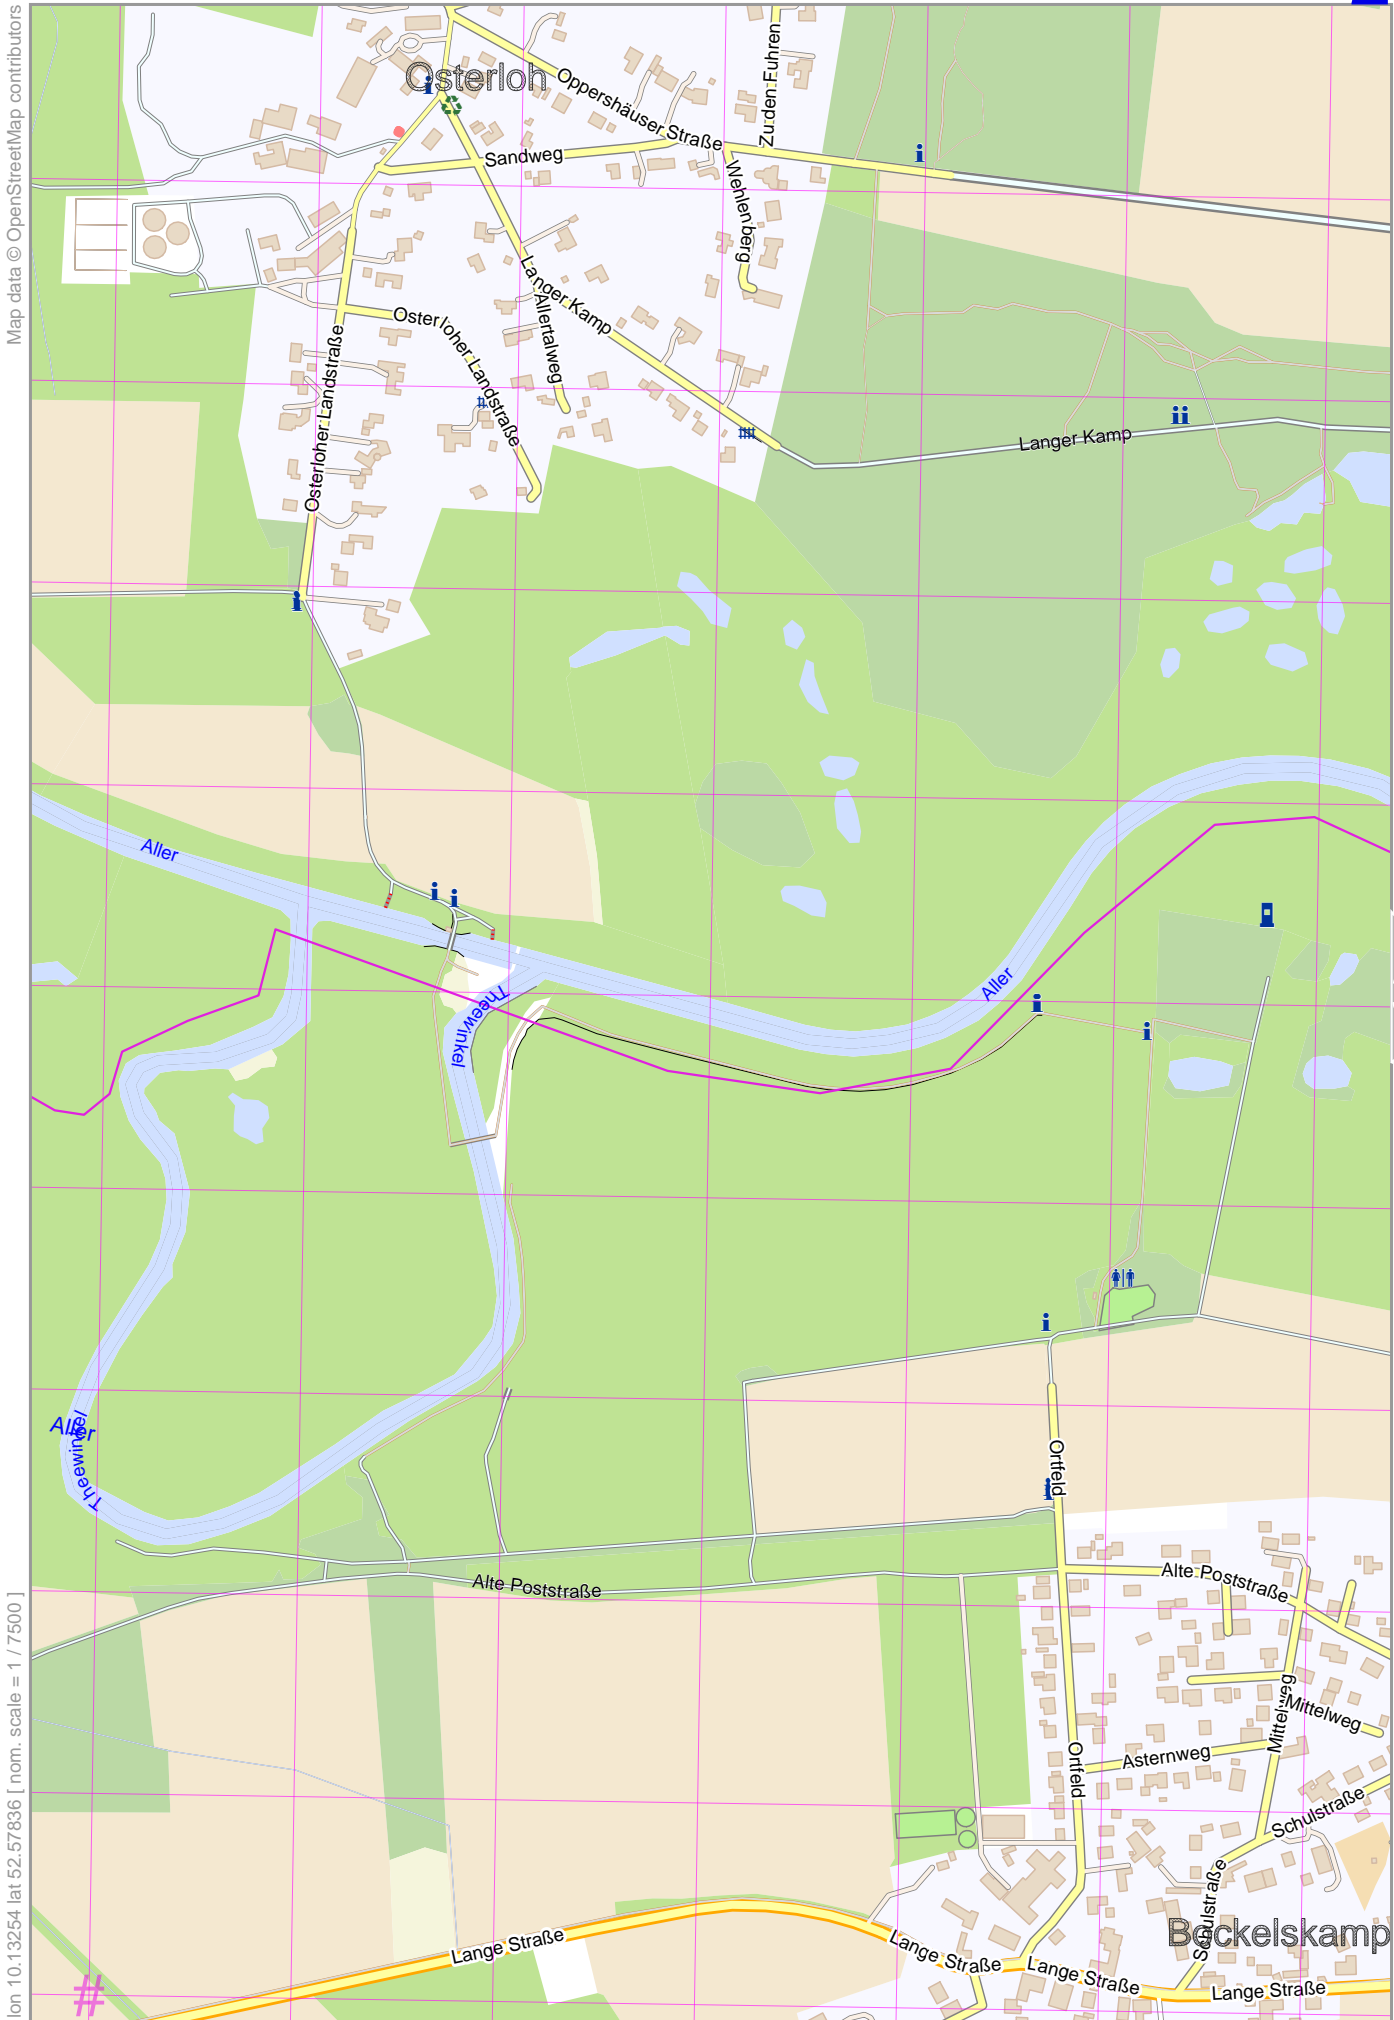 Map data © OpenStreetMap contributors
Osterloh
Oppershäuser Straße
Zu den Fuhren
Sandweg
Wehlenberg
Langer Kamp
Allertalweg
Osterloher Landstraße
Osterloher Landstraße
Langer Kamp
Aller
Aller
Theewinkel
Aller
Theewinkel
Ortfeld
Alte Poststraße
Alte Poststraße
Mittelweg
Mittelweg
Asternweg
Ortfeld
Schulstraße
Schulstraße
Bockelskamp
Lange Straße
Lange Straße
Lange Straße
Lange Straße
#
lon 10.13254 lat 52.57836 [ nom. scale = 1 / 7500 ]